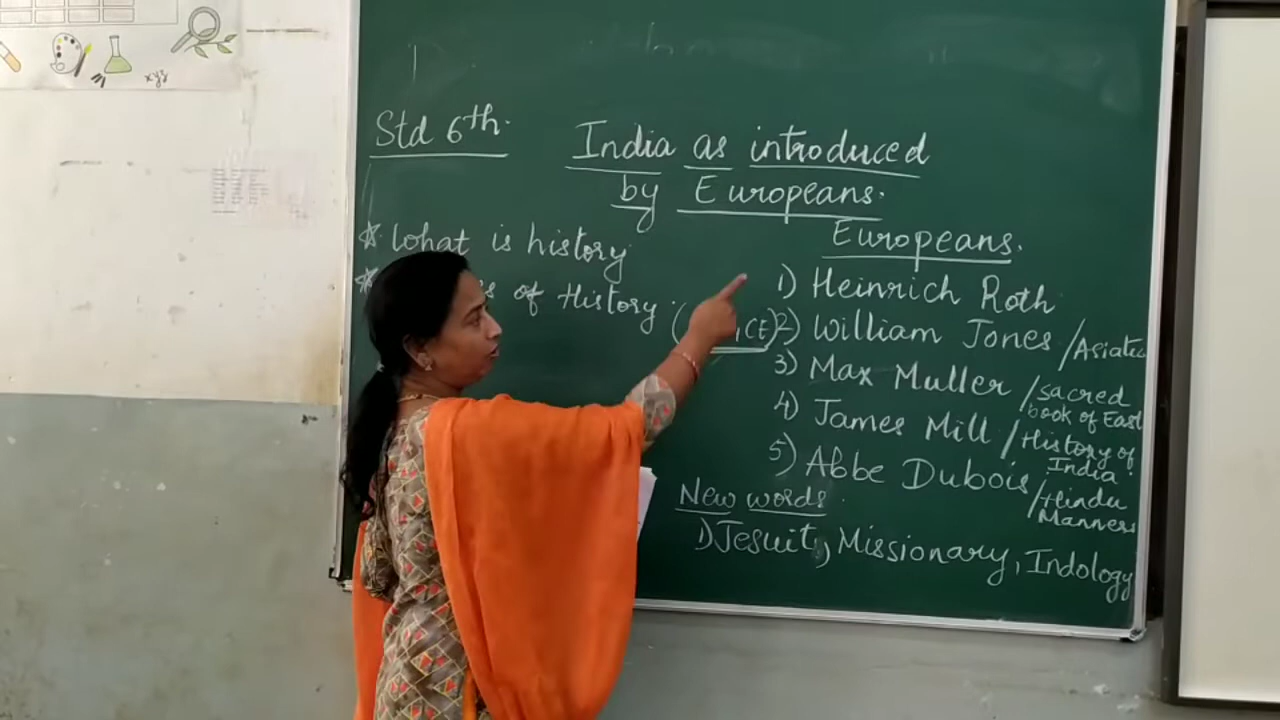 xyz
Std 6th.
India as introduced
by Europeans.
What is history
of History
Europeans.
1) Heinrich Roth
2) William Jones /
3) Max Muller / Sacred
book of East
4) James Mill / History of
India
5) Abbe Dubois / Hindu
Manners
New words
1) Jesuit, Missionary, Indology